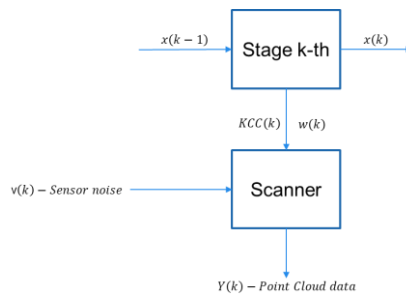 x(k − 1)
Stage k-th
x(k)
KCC(k) w(k)
v(k) − Sensor noise
Scanner
Y(k) − Point Cloud data